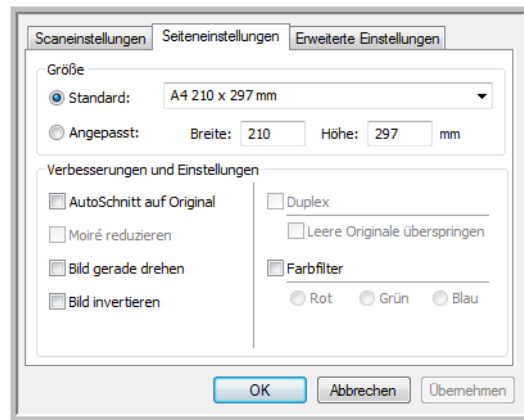 Scaneinstellungen Seiteneinstellungen Erweiterte Einstellungen
Größe
Standard: A4 210 x 297 mm
Angepasst: Breite: 210 Höhe: 297 mm
Verbesserungen und Einstellungen
AutoSchnitt auf Original
Moiré reduzieren
Bild gerade drehen
Bild invertieren
Duplex
Leere Originale überspringen
Farbfilter
Rot Grün Blau
OK Abbrechen Übernehmen